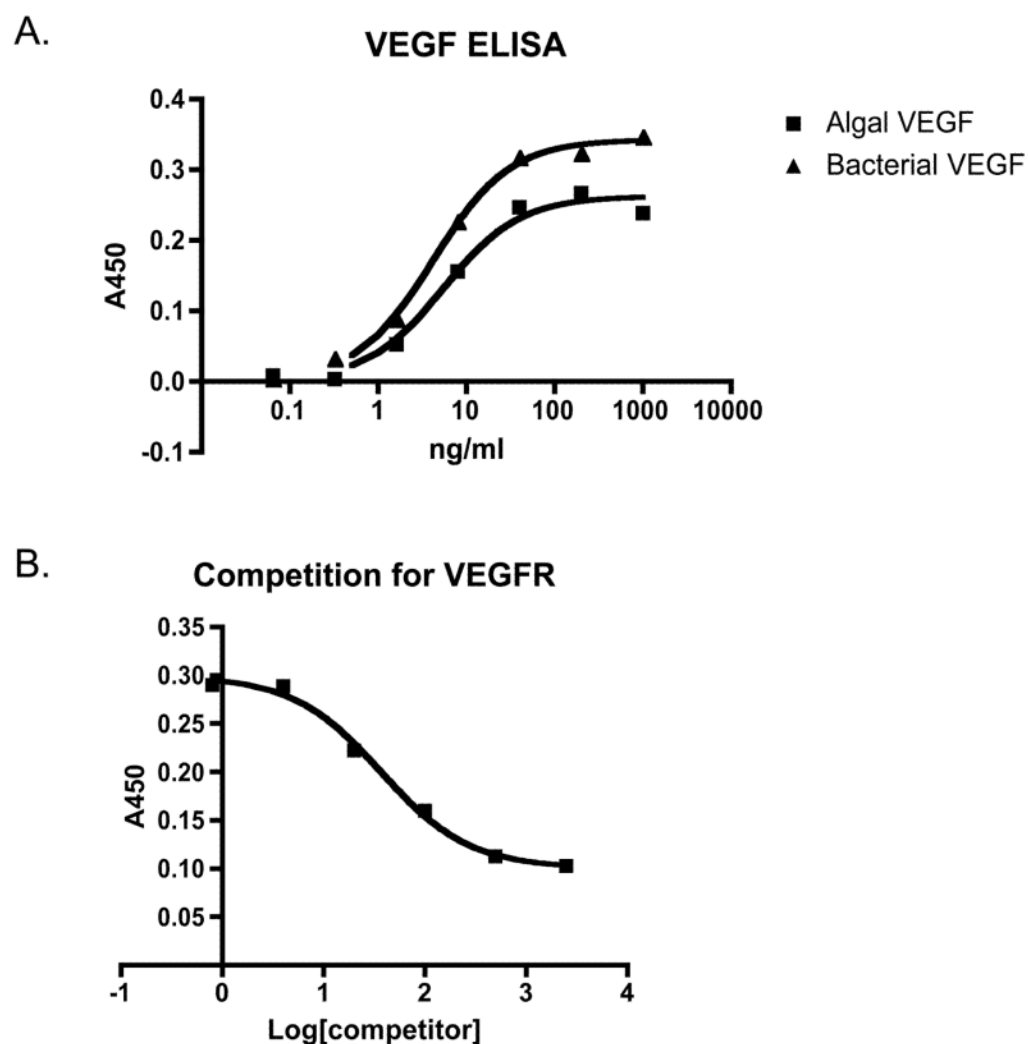 A.
VEGF ELISA
0.4
0.3
0.2
0.1
0.0
-0.1
A450
0.1 1 10 100 1000 10000
ng/ml
Algal VEGF
Bacterial VEGF
B.
Competition for VEGFR
0.35
0.30
0.25
0.20
0.15
0.10
0.05
A450
-1 0 1 2 3 4
Log[competitor]